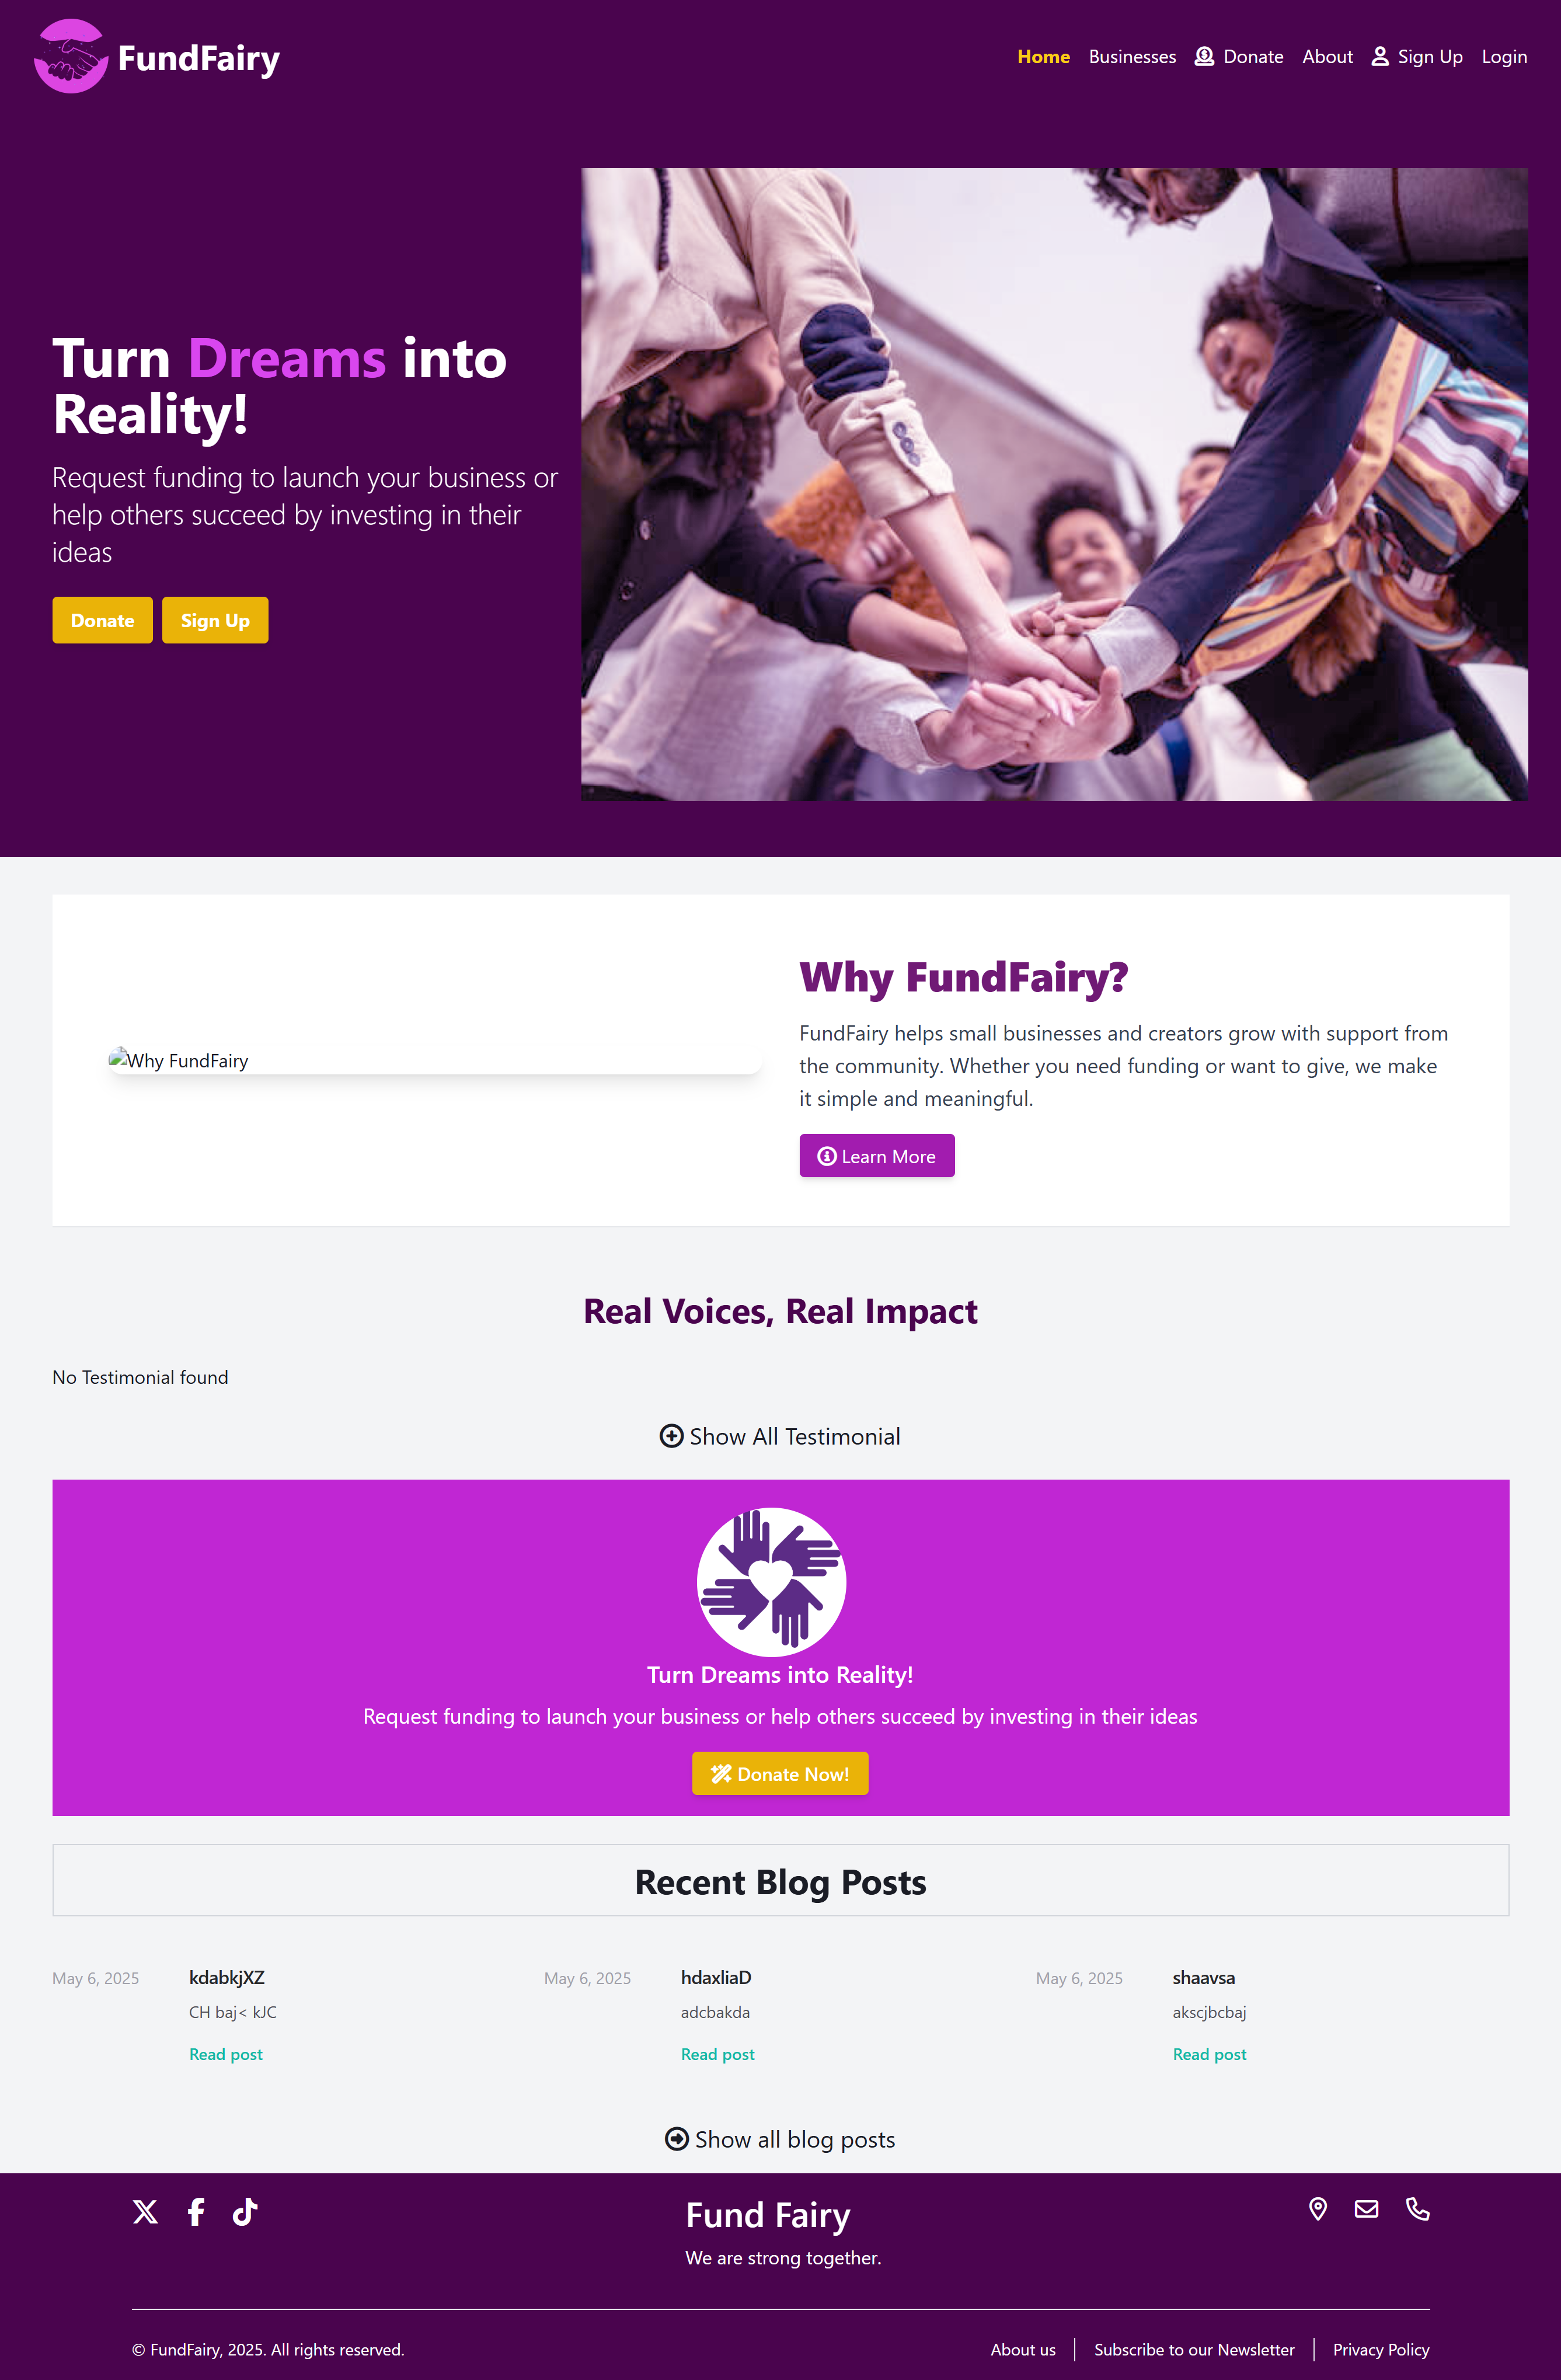 FundFairy
Home Businesses Donate About Sign Up Login
Turn Dreams into
Reality!
Request funding to launch your business or
help others succeed by investing in their
ideas
Donate Sign Up
Why FundFairy
Why FundFairy?
FundFairy helps small businesses and creators grow with support from
the community. Whether you need funding or want to give, we make
it simple and meaningful.
Learn More
Real Voices, Real Impact
No Testimonial found
Show All Testimonial
Turn Dreams into Reality!
Request funding to launch your business or help others succeed by investing in their ideas
Donate Now!
Recent Blog Posts
May 6, 2025
kdabkjXZ
CH baj< kJC
Read post
May 6, 2025
hdaxliaD
adcbakda
Read post
May 6, 2025
shaavsa
akscjbcbaj
Read post
Show all blog posts
Fund Fairy
We are strong together.
© FundFairy, 2025. All rights reserved.
About us
Subscribe to our Newsletter
Privacy Policy